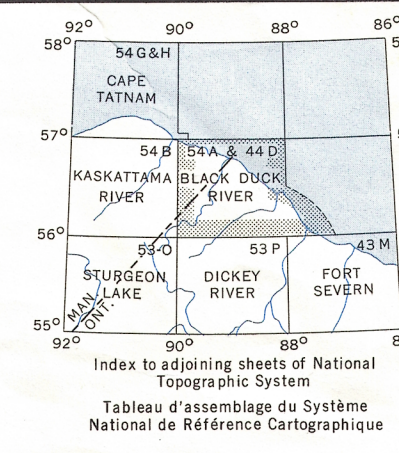 92° 90° 88° 86°
58°
54 G & H
CAPE
TATNAM
57°
54 B 54 A & 44 D
KASKATTAMA BLACK DUCK
RIVER RIVER
56°
53-O 53 P 43 M
STURGEON DICKEY FORT
LAKE RIVER SEVERN
MAN.
ONT.
55°
92° 90° 88°
Index to adjoining sheets of National
Topographic System
Tableau d'assemblage du Système
National de Référence Cartographique